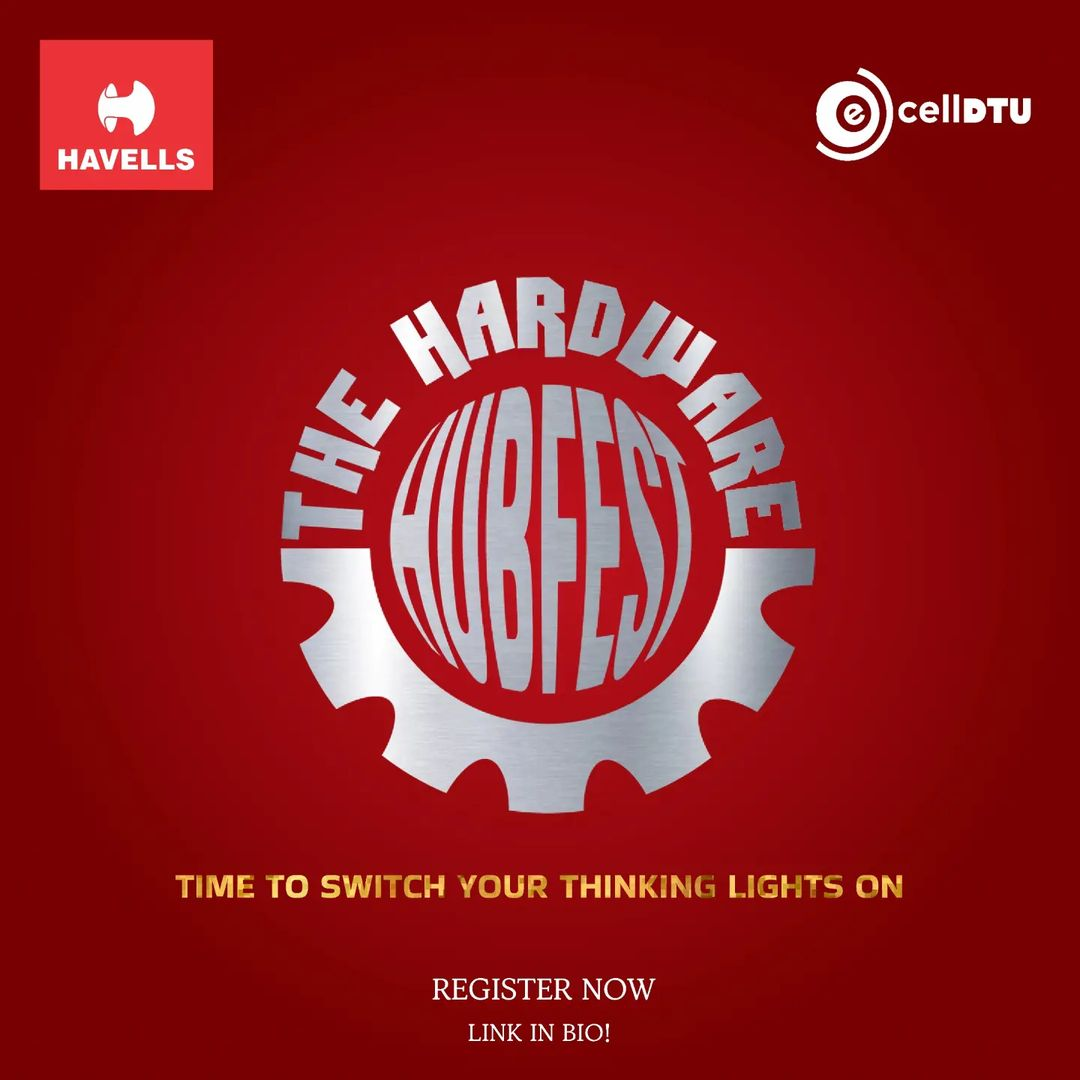 HAVELLS
e cellDTU
THE HARDWARE
HUBFEST
TIME TO SWITCH YOUR THINKING LIGHTS ON
REGISTER NOW
LINK IN BIO!